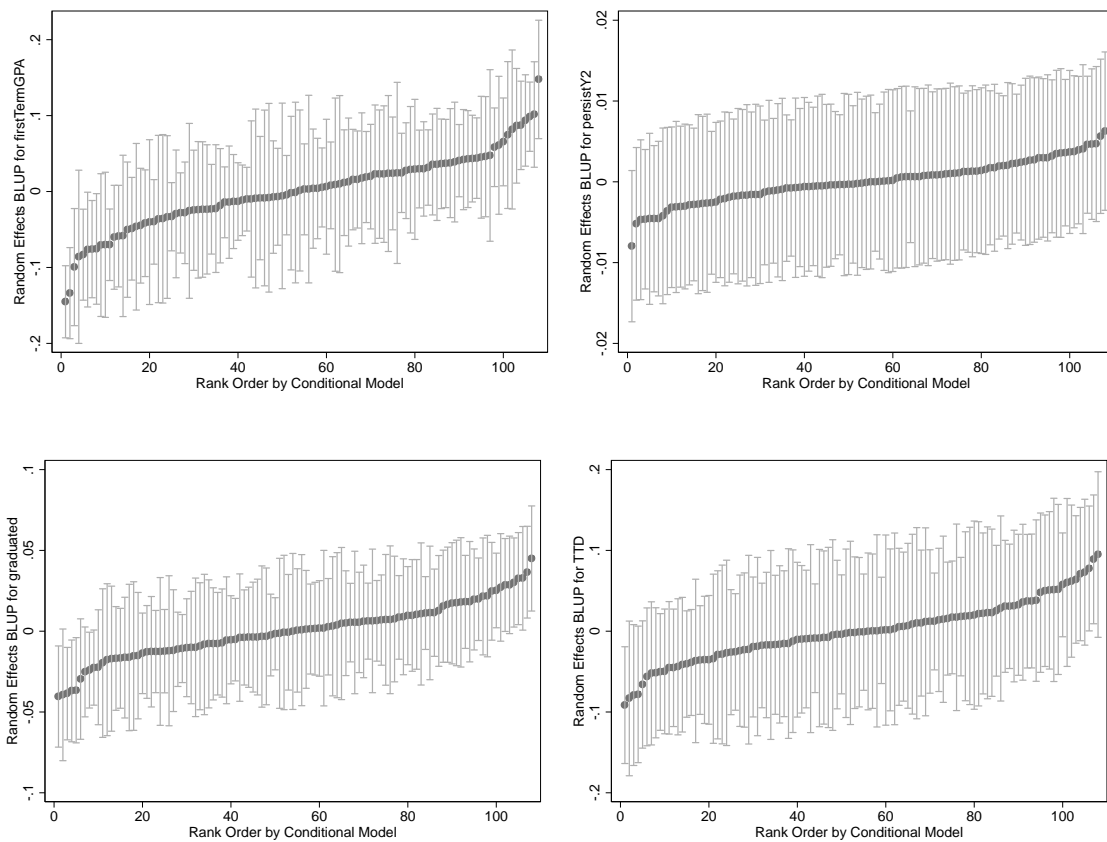 Random Effects BLUP for firstTermGPA
.2
.1
0
-.1
-.2
0 20 40 60 80 100
Rank Order by Conditional Model
Random Effects BLUP for persistY2
.02
.01
0
-.01
-.02
0 20 40 60 80 100
Rank Order by Conditional Model
Random Effects BLUP for graduated
.1
.05
0
-.05
-.1
0 20 40 60 80 100
Rank Order by Conditional Model
Random Effects BLUP for TTD
.2
.1
0
-.1
-.2
0 20 40 60 80 100
Rank Order by Conditional Model